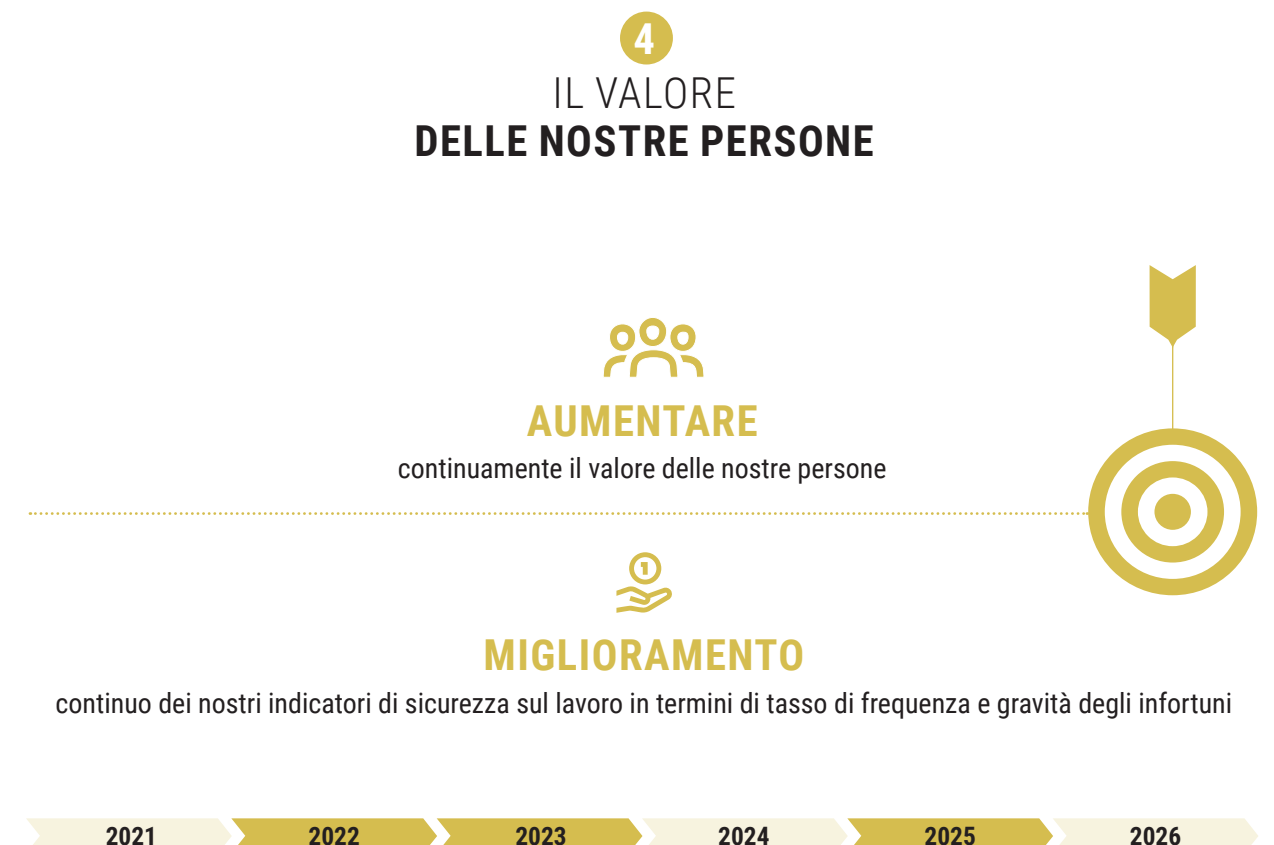 4
IL VALORE
DELLE NOSTRE PERSONE
AUMENTARE
continuamente il valore delle nostre persone
1
MIGLIORAMENTO
continuo dei nostri indicatori di sicurezza sul lavoro in termini di tasso di frequenza e gravità degli infortuni
2021 2022 2023 2024 2025 2026